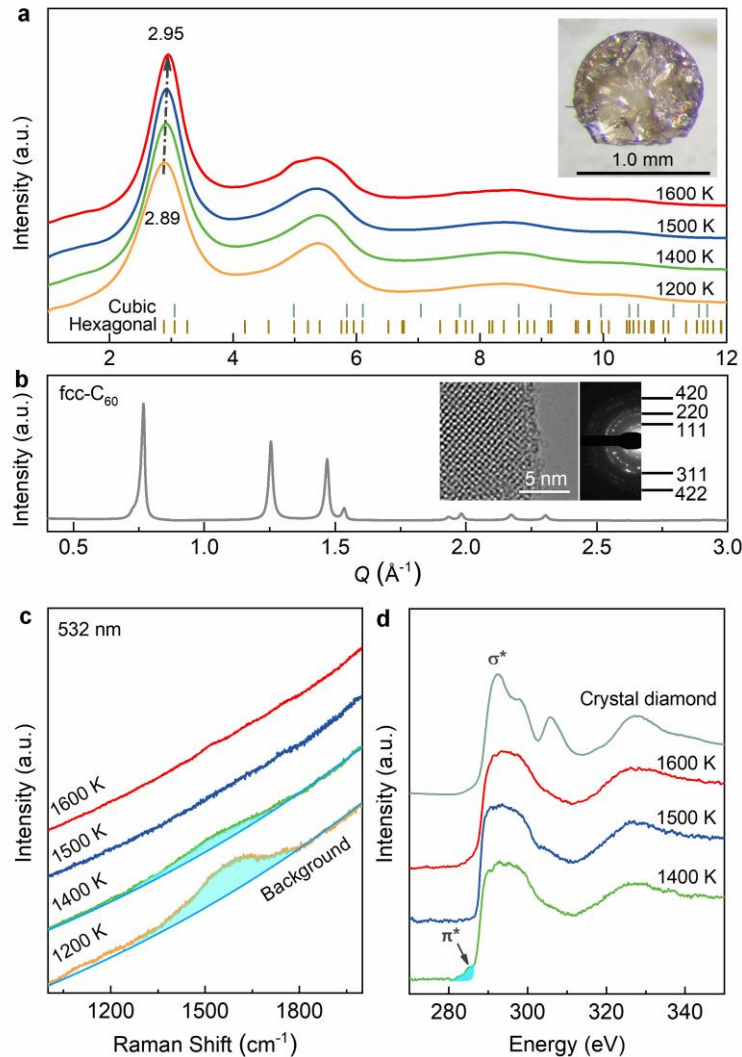 a
2.95
2.89
Intensity (a.u.)
1.0 mm
1600 K
1500 K
1400 K
1200 K
Cubic
Hexagonal
2 4 6 8 10 12
b
fcc-C₆₀
Intensity (a.u.)
5 nm
420
220
111
311
422
0.5 1.0 1.5 2.0 2.5 3.0
Q (Å⁻¹)
c
532 nm
Intensity (a.u.)
1600 K
1500 K
1400 K
1200 K
Background
1200 1500 1800
Raman Shift (cm⁻¹)
d
σ*
Crystal diamond
Intensity (a.u.)
1600 K
1500 K
1400 K
π*
280 300 320 340
Energy (eV)